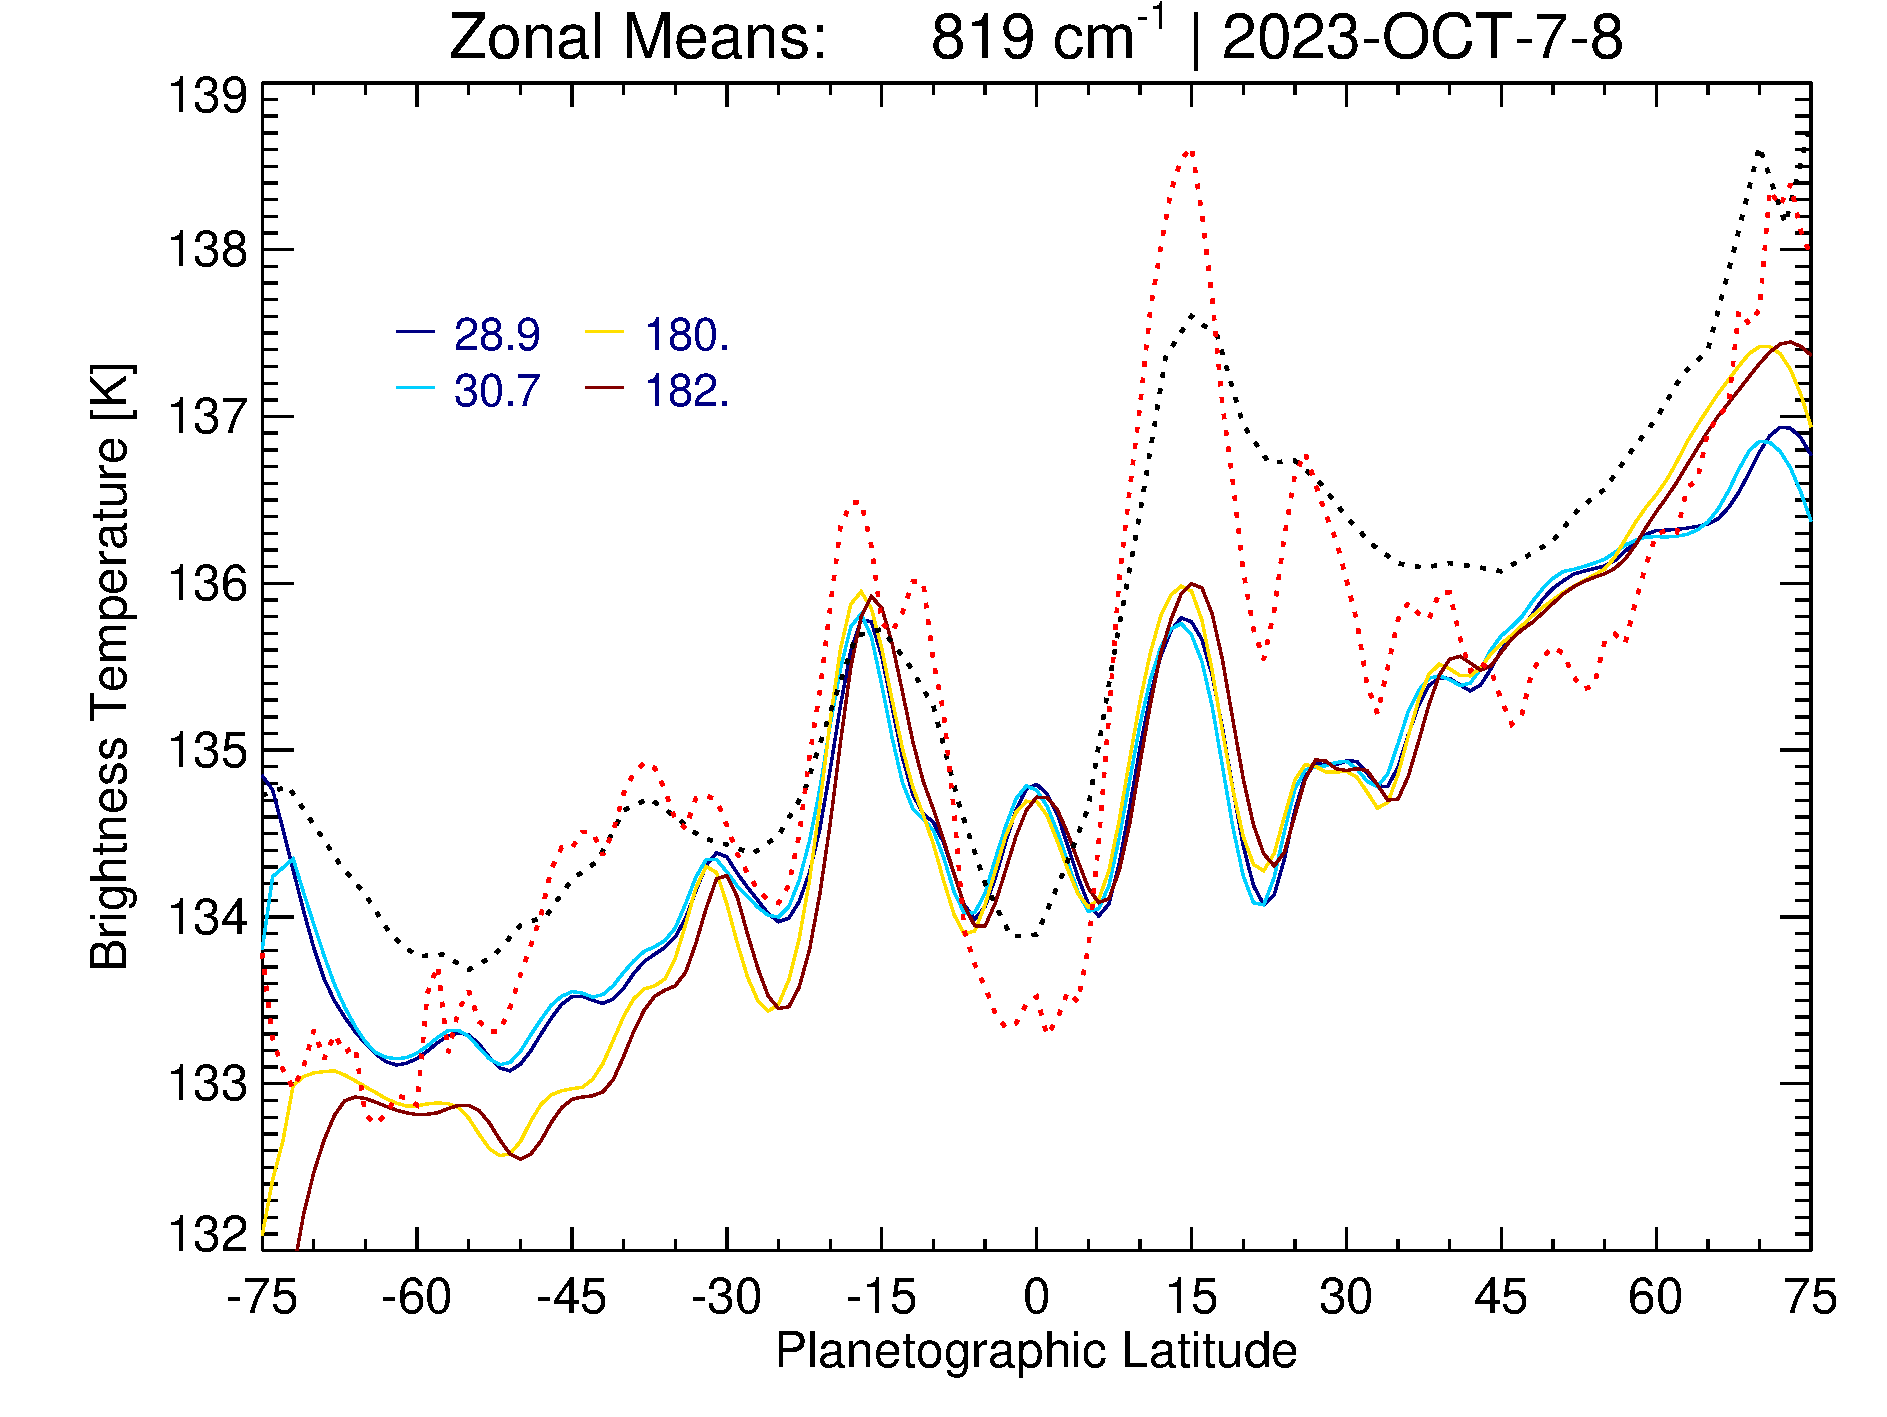 Zonal Means: 819 cm-1 | 2023-OCT-7-8
139
138
137
136
135
134
133
132
Brightness Temperature [K]
28.9 180.
30.7 182.
-75 -60 -45 -30 -15 0 15 30 45 60 75
Planetographic Latitude